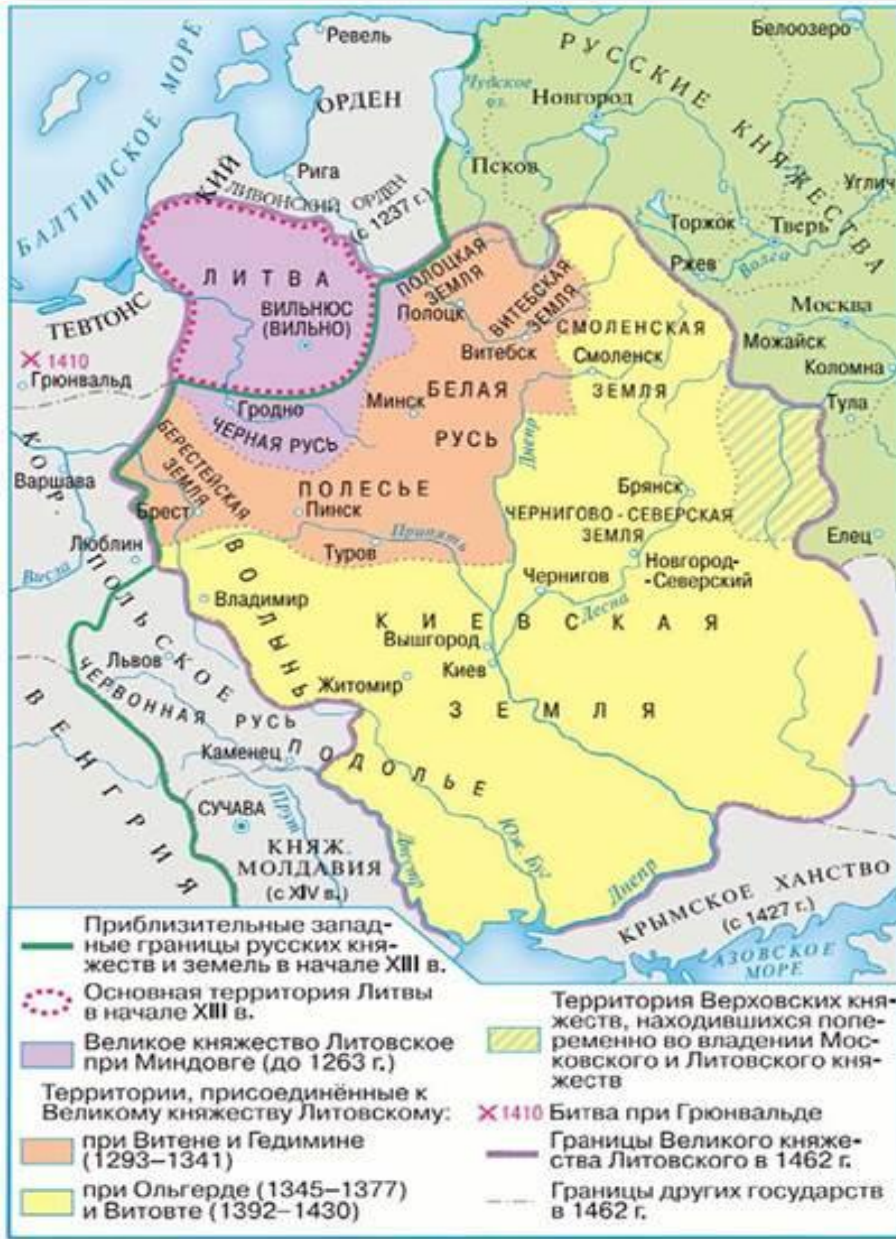 Ревель
Белоозеро
РУССКИЕ КНЯЖЕСТВА
БАЛТИЙСКОЕ МОРЕ
ОРДЕН
Чудское
оз.
Новгород
Псков
Рига
КИЙ
ЛИВОНСКИЙ ОРДЕН
(с 1237 г.)
Углич
Торжок
Тверь
Ржев
Волга
ЛИТВА
ВИЛЬНЮС
(ВИЛЬНО)
ПОЛОЦКАЯ
ЗЕМЛЯ
Полоцк
ВИТЕБСКАЯ
ЗЕМЛЯ
Витебск
СМОЛЕНСКАЯ
Смоленск
ЗЕМЛЯ
Москва
Можайск
Коломна
Тула
ТЕВТОНС
1410
Грюнвальд
Гродно
ЧЕРНАЯ РУСЬ
Минск
БЕЛАЯ
РУСЬ
Днепр
КОР.
Варшава
БЕРЕСТЕЙСКАЯ
ЗЕМЛЯ
Брест
ПОЛЕСЬЕ
Пинск
Припять
Туров
Брянск
ЧЕРНИГОВО-СЕВЕРСКАЯ
ЗЕМЛЯ
Елец
Люблин
Висла
ПОЛЬСКОЕ
ВОЛЫНЬ
Владимир
Новгород-
-Северский
Чернигов
Десна
КИЕВСКАЯ
Вышгород
Киев
Житомир
ЗЕМЛЯ
Львов
ЧЕРВОННАЯ РУСЬ
Каменец
ПОДОЛЬЕ
ВЕНГРИЯ
СУЧАВА
Прут
КНЯЖ.
МОЛДАВИЯ
(с XIV в.)
Днестр
Юж. Буг
Днепр
КРЫМСКОЕ ХАНСТВО
(с 1427 г.)
АЗОВСКОЕ
МОРЕ
Приблизительные запад-
ные границы русских кня-
жеств и земель в начале XIII в.
Основная территория Литвы
в начале XIII в.
Великое княжество Литовское
при Миндовге (до 1263 г.)
Территории, присоединённые к
Великому княжеству Литовскому:
при Витене и Гедимине
(1293–1341)
при Ольгерде (1345–1377)
и Витовте (1392–1430)
Территория Верховских кня-
жеств, находившихся попе-
ременно во владении Мос-
ковского и Литовского кня-
жеств
1410 Битва при Грюнвальде
Границы Великого княже-
ства Литовского в 1462 г.
Границы других государств
в 1462 г.